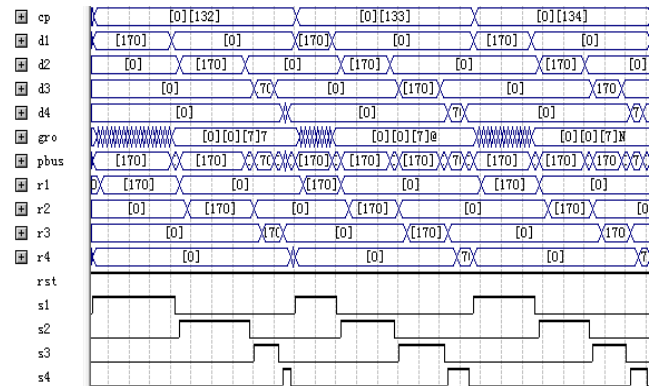 cp [0][132] [0][133] [0][134]
d1 [170] [0] [170] [0] [170] [0]
d2 [0] [170] [0] [170] [0] [170] [0]
d3 [0] [0] [170] [0] 170
d4 [0] [0] [0]
gro [0][0][7]7 [0][0][7]@ [0][0][7]N
pbus [170] [170] [170] [170] [170] [170] [170] 170
r1 [170] [0] [170] [0] [170] [0]
r2 [0] [170] [0] [170] [0] [170]
r3 [0] [0] [170] [0] 170
r4 [0] [0] [0]
rst
s1
s2
s3
s4